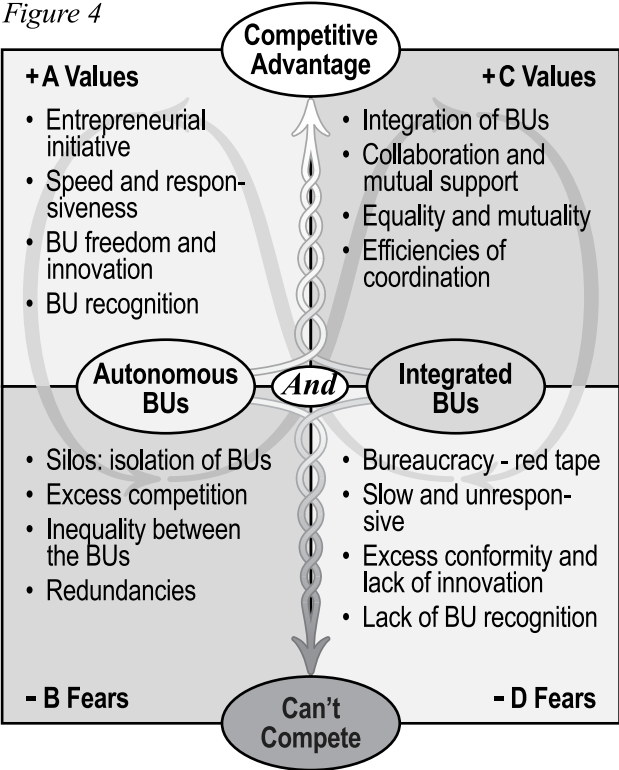 Figure 4
Competitive
Advantage
+A Values
• Entrepreneurial
initiative
• Speed and respon-
siveness
• BU freedom and
innovation
• BU recognition
+C Values
• Integration of BUs
• Collaboration and
mutual support
• Equality and mutuality
• Efficiencies of
coordination
Autonomous
BUs
And
Integrated
BUs
• Silos: isolation of BUs
• Excess competition
• Inequality between
the BUs
• Redundancies
– B Fears
• Bureaucracy - red tape
• Slow and unrespon-
sive
• Excess conformity and
lack of innovation
• Lack of BU recognition
– D Fears
Can't
Compete